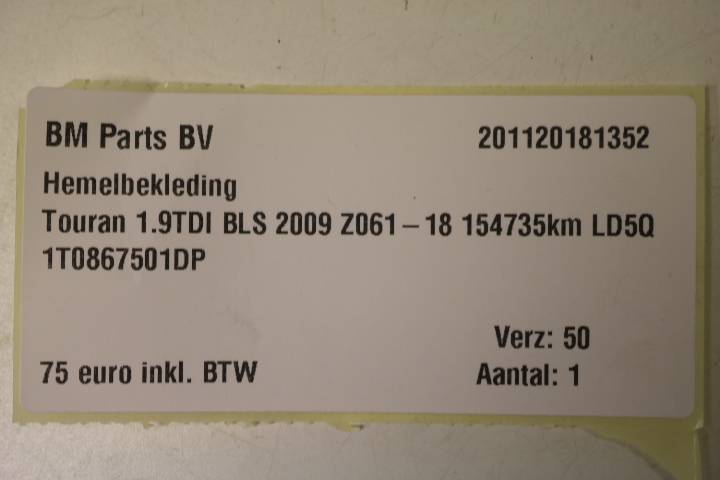 BM Parts BV 201120181352
Hemelbekleding
Touran 1.9TDI BLS 2009 Z061-18 154735km LD5Q
1T0867501DP
Verz: 50
75 euro inkl. BTW Aantal: 1